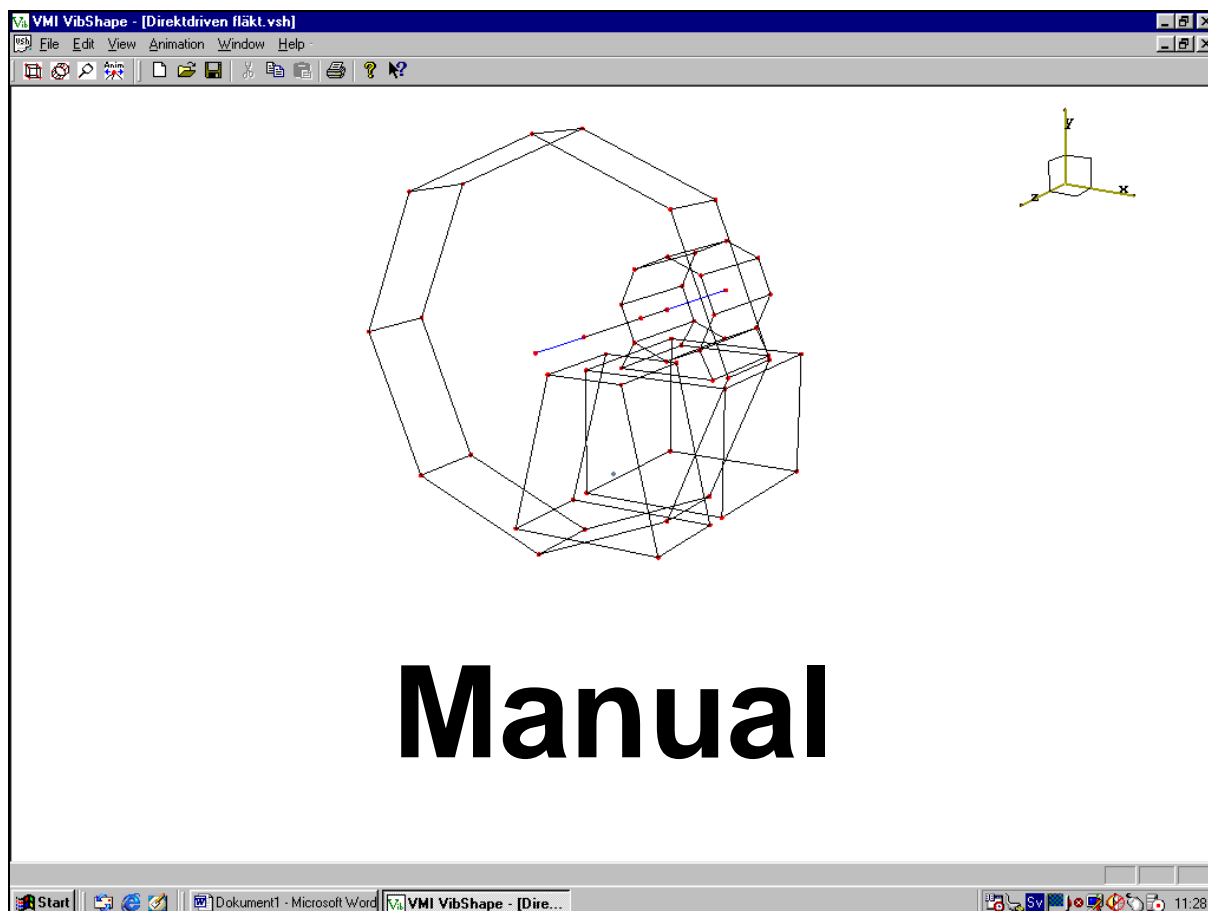 VMI VibShape - [Direktdriven fläkt.vsh]
File Edit View Animation Window Help
Anim
y
x
z
Manual
Start
Dokument1 - Microsoft Word
VMI VibShape - [Dire...
Sv
11:28